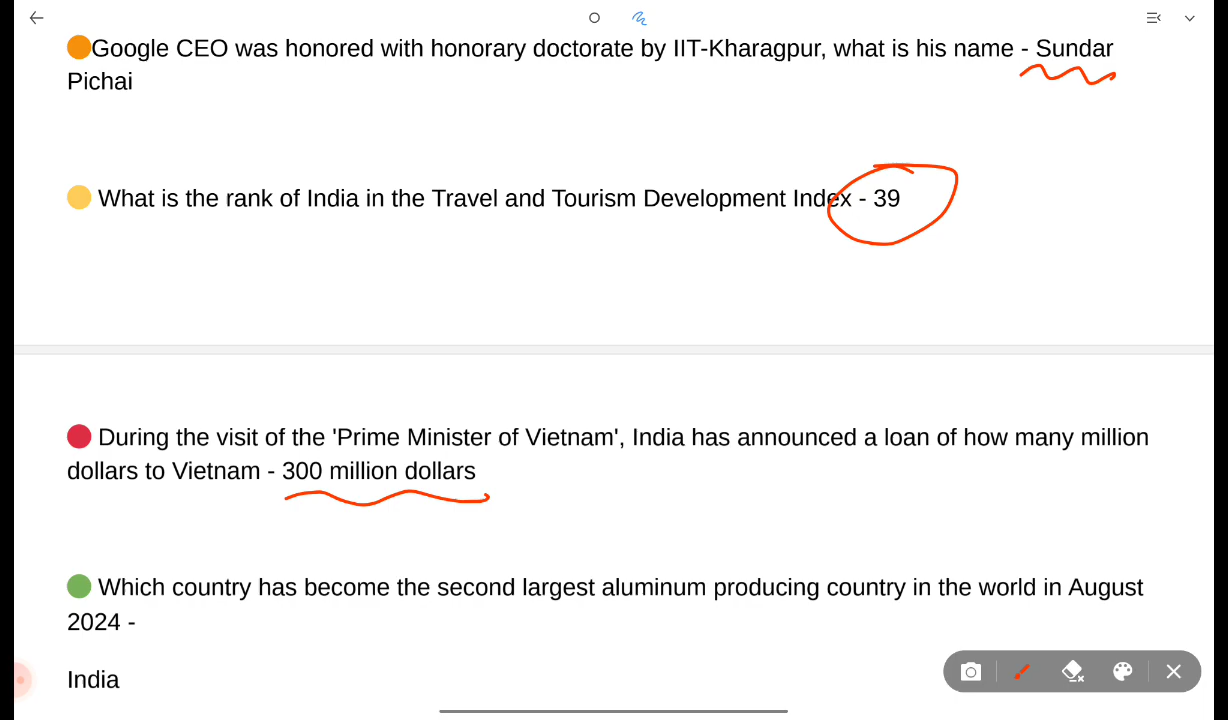 Google CEO was honored with honorary doctorate by IIT-Kharagpur, what is his name - Sundar
Pichai
What is the rank of India in the Travel and Tourism Development Index - 39
During the visit of the 'Prime Minister of Vietnam', India has announced a loan of how many million
dollars to Vietnam - 300 million dollars
Which country has become the second largest aluminum producing country in the world in August
2024 -
India